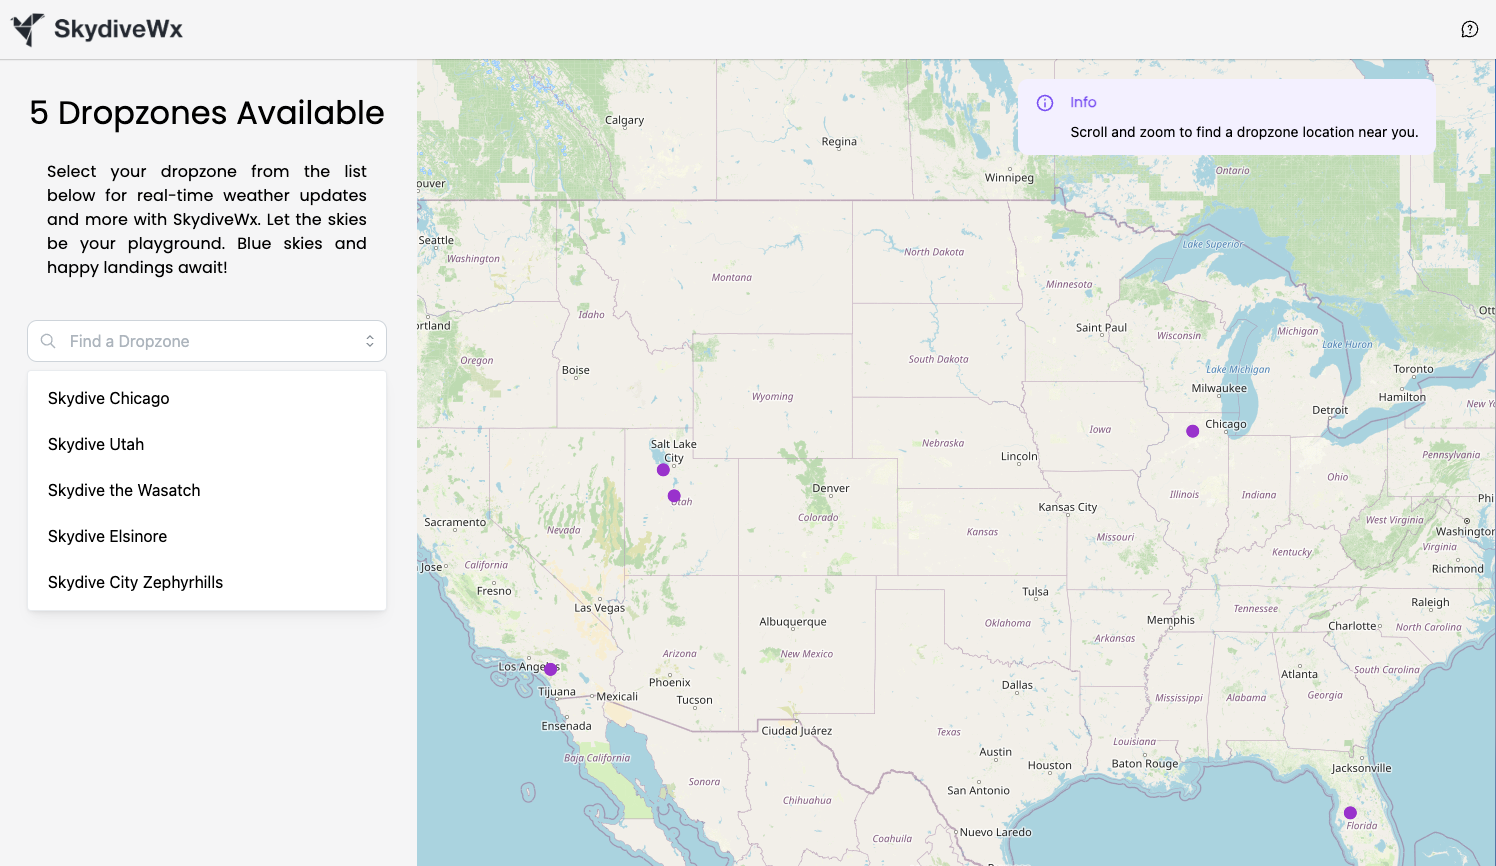 SkydiveWx
5 Dropzones Available
Select your dropzone from the list
below for real-time weather updates
and more with SkydiveWx. Let the skies
be your playground. Blue skies and
happy landings await!
Find a Dropzone
Skydive Chicago
Skydive Utah
Skydive the Wasatch
Skydive Elsinore
Skydive City Zephyrhills
Info
Scroll and zoom to find a dropzone location near you.
Calgary
Regina
Winnipeg
Ontario
ouver
Seattle
Washington
Montana
North Dakota
Lake Superior
Minnesota
Idaho
ortland
Oregon
Boise
Saint Paul
Wisconsin
Michigan
Lake Huron
Ott
South Dakota
Lake Michigan
Toronto
Wyoming
Milwaukee
Hamilton
Detroit
New Yo
Chicago
Iowa
Nebraska
Salt Lake
City
Lincoln
Pennsylvania
Ohio
Denver
Utah
Illinois
Indiana
Phi
Kansas City
Colorado
Sacramento
Nevada
Kansas
Missouri
West Virginia
Washington
Virginia
Kentucky
Jose
California
Richmond
Fresno
Las Vegas
Tulsa
Raleigh
Tennessee
Albuquerque
Oklahoma
Memphis
Charlotte
North Carolina
Arkansas
Arizona
New Mexico
Los Angeles
Atlanta
South Carolina
Phoenix
Dallas
Tijuana
Mexicali
Tucson
Mississippi
Alabama
Georgia
Ensenada
Ciudad Juárez
Texas
Louisiana
Baja California
Austin
Houston
Baton Rouge
Jacksonville
Sonora
San Antonio
Chihuahua
Florida
Coahuila
Nuevo Laredo